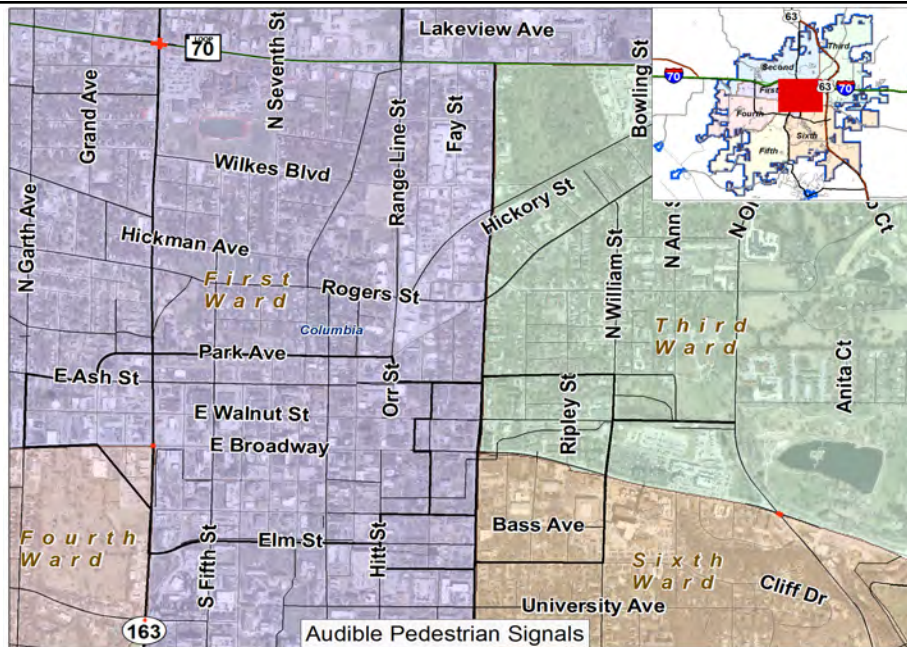 Lakeview Ave
LOOP
70
N Seventh St
Grand Ave
Range Line St
Fay St
Bowling St
63
Third
Second
70
First
63
70
Fourth
Sixth
Fifth
Wilkes Blvd
N Garth Ave
Hickory St
Hickman Ave
N William St
N Ann S
Ct
First
Ward
Rogers St
Columbia
Third
Ward
Park Ave
E Ash St
Orr St
Anita Ct
E Walnut St
Ripley St
E Broadway
Fourth
Ward
S Fifth St
Elm St
Hitt St
Bass Ave
Sixth
Ward
Cliff Dr
University Ave
163
Audible Pedestrian Signals